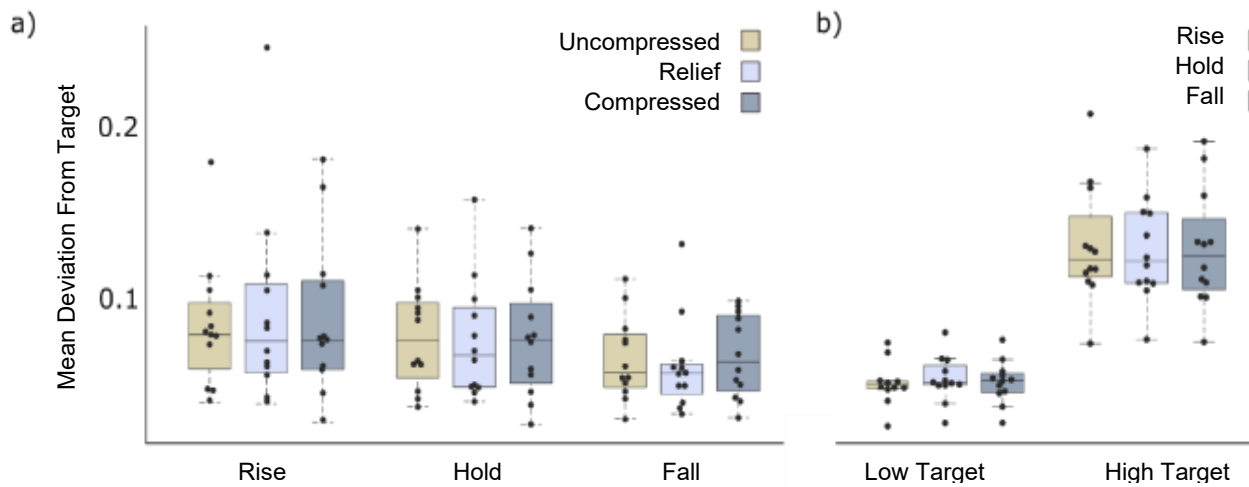 a)
Uncompressed
Relief
Compressed
Mean Deviation From Target
0.2
0.1
Rise
Hold
Fall
b)
Rise
Hold
Fall
Low Target
High Target